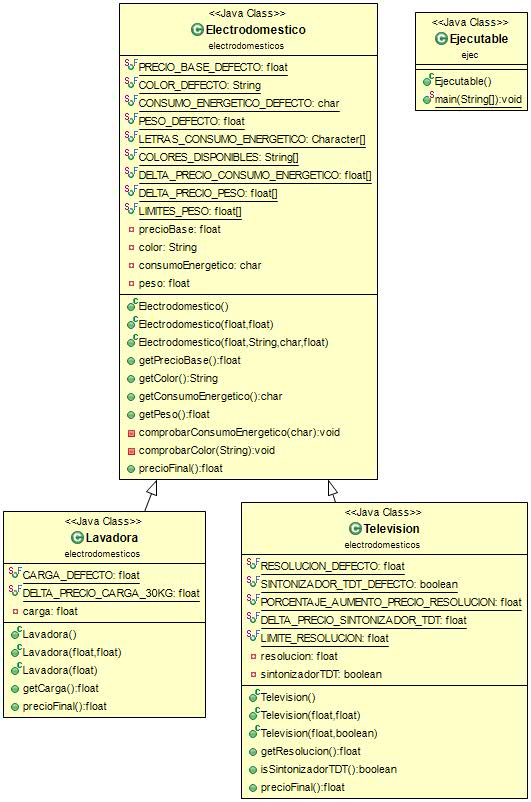 <<Java Class>>
Electrodomestico
electrodomesticos
PRECIO_BASE_DEFECTO: float
COLOR_DEFECTO: String
CONSUMO_ENERGETICO_DEFECTO: char
PESO_DEFECTO: float
LETRAS_CONSUMO_ENERGETICO: Character[]
COLORES_DISPONIBLES: String[]
DELTA_PRECIO_CONSUMO_ENERGETICO: float[]
DELTA_PRECIO_PESO: float[]
LIMITES_PESO: float[]
precioBase: float
color: String
consumoEnergetico: char
peso: float
Electrodomestico()
Electrodomestico(float,float)
Electrodomestico(float,String,char,float)
getPrecioBase():float
getColor():String
getConsumoEnergetico():char
getPeso():float
comprobarConsumoEnergetico(char):void
comprobarColor(String):void
precioFinal():float
<<Java Class>>
Ejecutable
ejec
Ejecutable()
main(String[]):void
<<Java Class>>
Lavadora
electrodomesticos
CARGA_DEFECTO: float
DELTA_PRECIO_CARGA_30KG: float
carga: float
Lavadora()
Lavadora(float,float)
Lavadora(float)
getCarga():float
precioFinal():float
<<Java Class>>
Television
electrodomesticos
RESOLUCION_DEFECTO: float
SINTONIZADOR_TDT_DEFECTO: boolean
PORCENTAJE_AUMENTO_PRECIO_RESOLUCION: float
DELTA_PRECIO_SINTONIZADOR_TDT: float
LIMITE_RESOLUCION: float
resolucion: float
sintonizadorTDT: boolean
Television()
Television(float,float)
Television(float,boolean)
getResolucion():float
isSintonizadorTDT():boolean
precioFinal():float